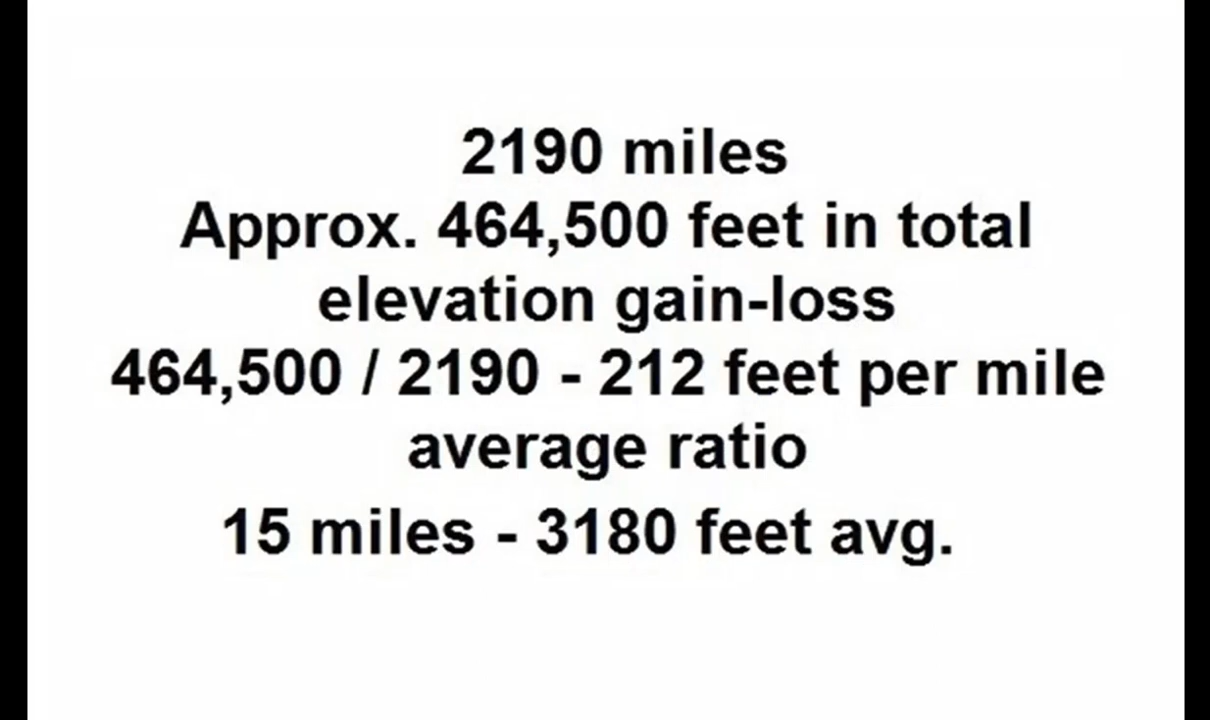 2190 miles
Approx. 464,500 feet in total
elevation gain-loss
464,500 / 2190 - 212 feet per mile
average ratio
15 miles - 3180 feet avg.